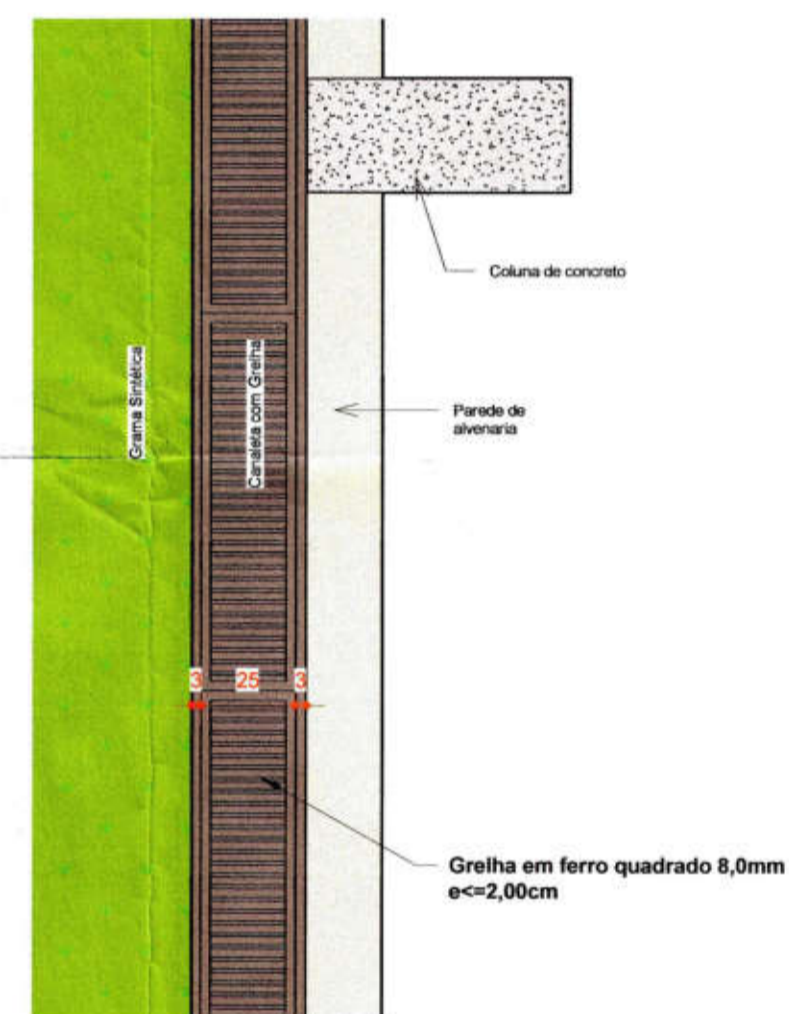 Coluna de concreto
Grama Sintética
Canaleta com Grelha
Parede de
alvenaria
3 25 3
Grelha em ferro quadrado 8,0mm
e<=2,00cm